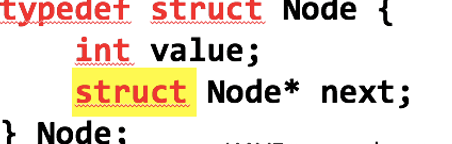 typedef struct Node {
int value;
struct Node* next;
} Node;